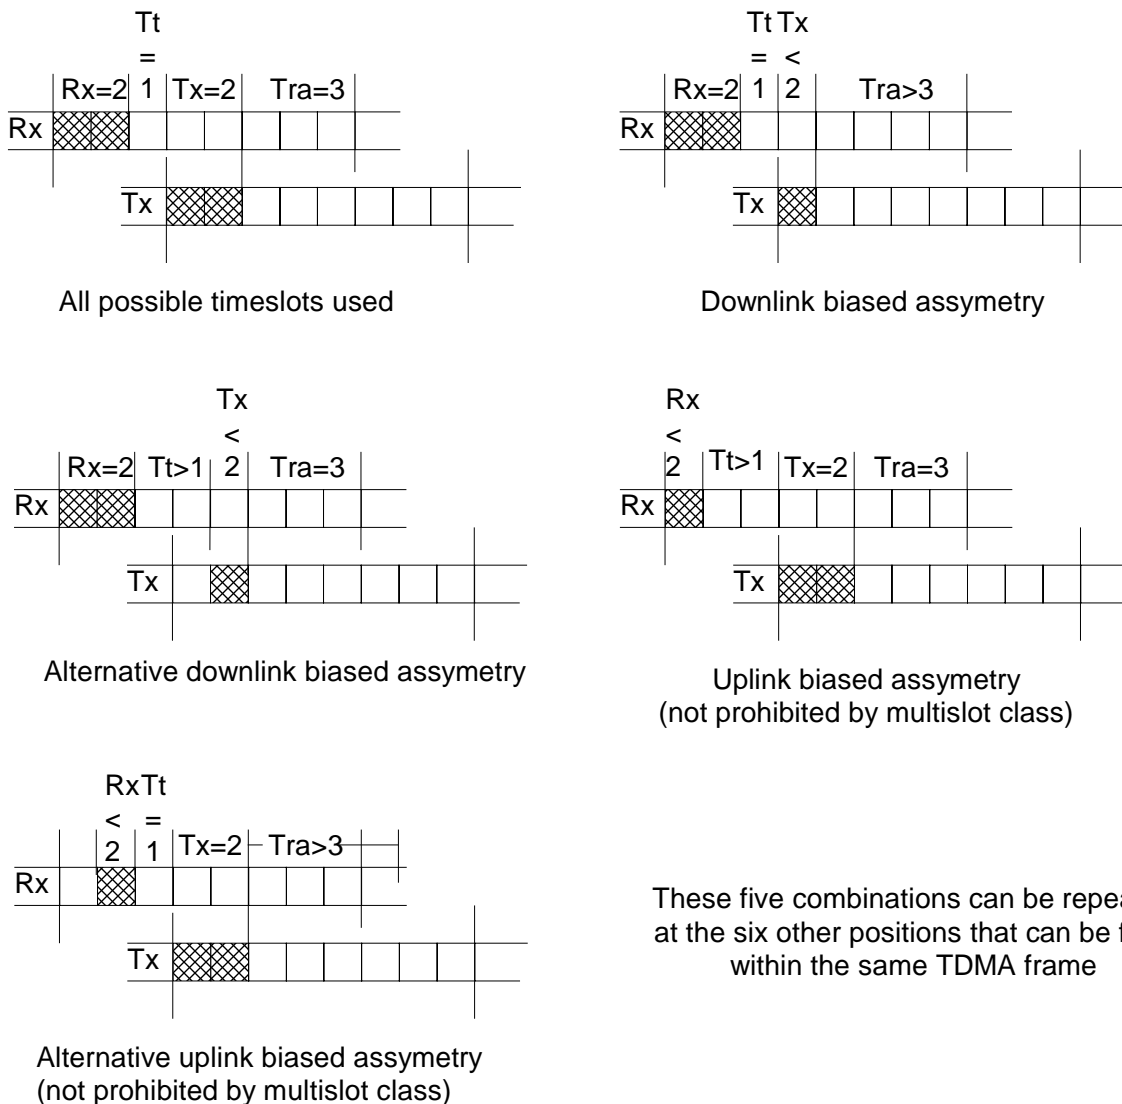 Tt
=
Rx=2 1 Tx=2 Tra=3
Rx
Tx
All possible timeslots used
Tt Tx
= <
Rx=2 1 2 Tra>3
Rx
Tx
Downlink biased assymetry
Tx
<
Rx=2 Tt>1 2 Tra=3
Rx
Tx
Alternative downlink biased assymetry
Rx
<
2 Tt>1 Tx=2 Tra=3
Rx
Tx
Uplink biased assymetry
(not prohibited by multislot class)
RxTt
< =
2 1 Tx=2 Tra>3
Rx
Tx
Alternative uplink biased assymetry
(not prohibited by multislot class)
These five combinations can be
at the six other positions that can be
within the same TDMA frame